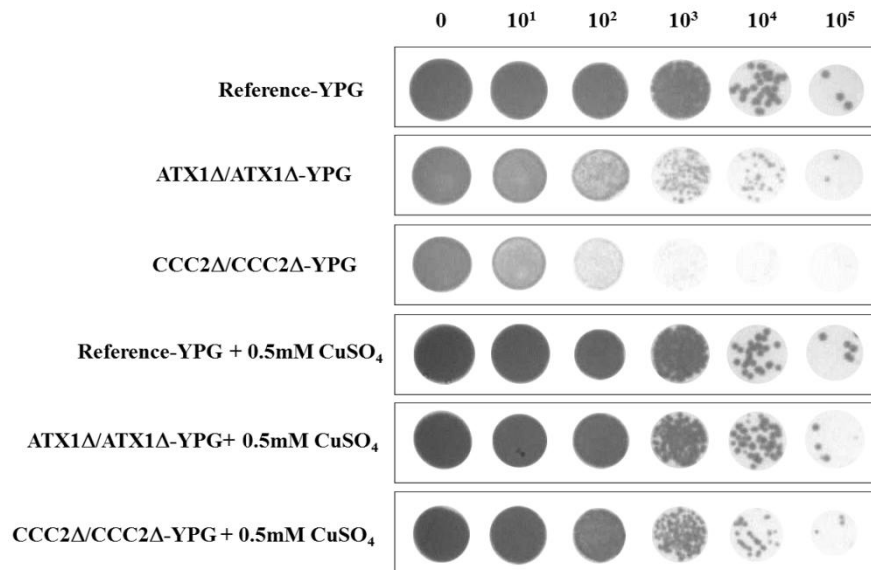 0 10¹ 10² 10³ 10⁴ 10⁵
Reference-YPG
ATX1Δ/ATX1Δ-YPG
CCC2Δ/CCC2Δ-YPG
Reference-YPG + 0.5mM CuSO₄
ATX1Δ/ATX1Δ-YPG+ 0.5mM CuSO₄
CCC2Δ/CCC2Δ-YPG + 0.5mM CuSO₄